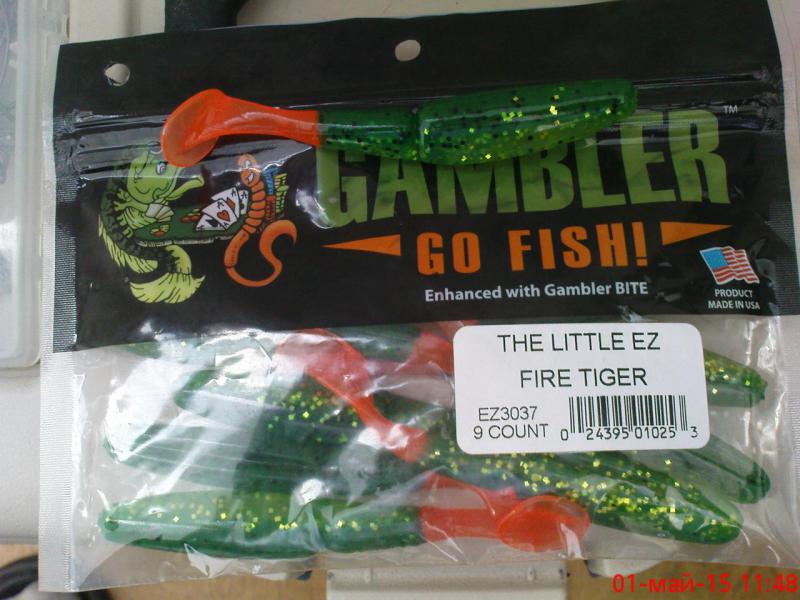 GAMBLER™
GO FISH!
Enhanced with Gambler BITE
PRODUCT
MADE IN USA
THE LITTLE EZ
FIRE TIGER
EZ3037
9 COUNT
0 24395 01025 3
01-май-15 11:48